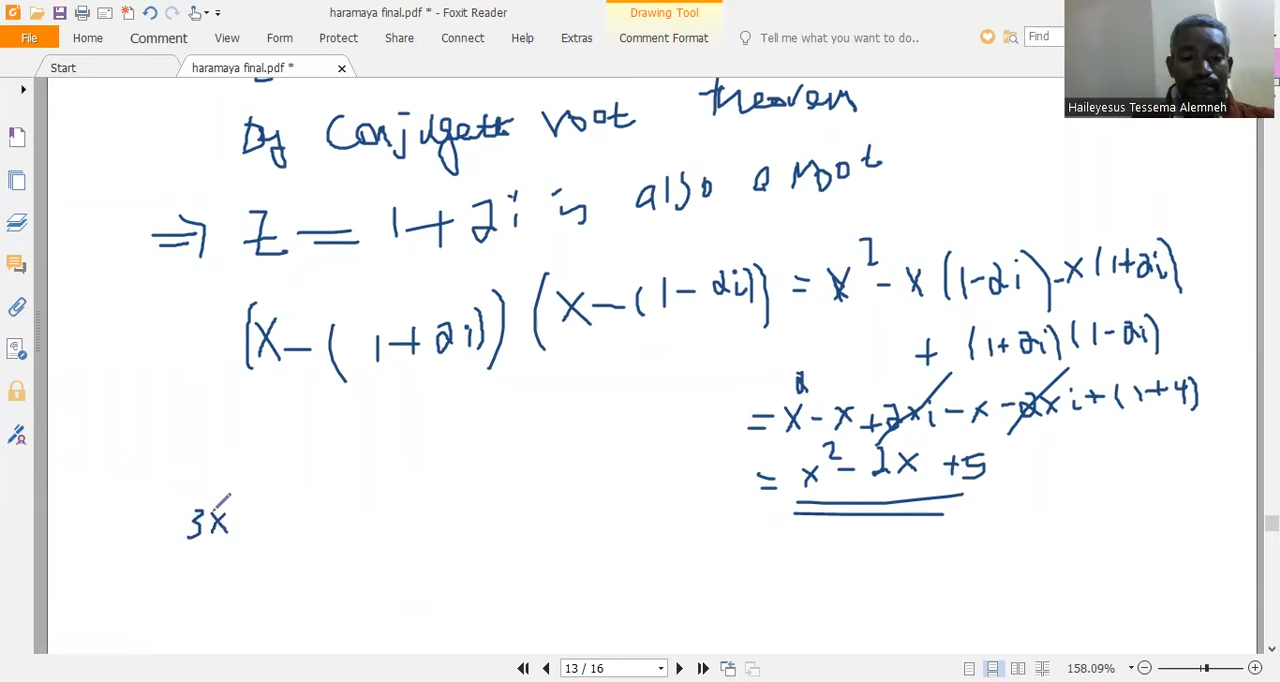 haramaya final.pdf * - Foxit Reader
Drawing Tool
File Home Comment View Form Protect Share Connect Help Extras Comment Format Tell me what you want to do.. Find
Start haramaya final.pdf *
Haileyesus Tessema Alemneh
By Conjugett root theorem
⇒ Z = 1 + 2i is also a root
(X - (1 + 2i)) (X - (1 - 2i)) = x² - x (1 - 2i) - x (1 + 2i)
+ (1+2i)(1-2i)
= x² - x + 2xi - x - 2xi + (1+4)
= x² - 2x + 5
3x
13 / 16 158.09%